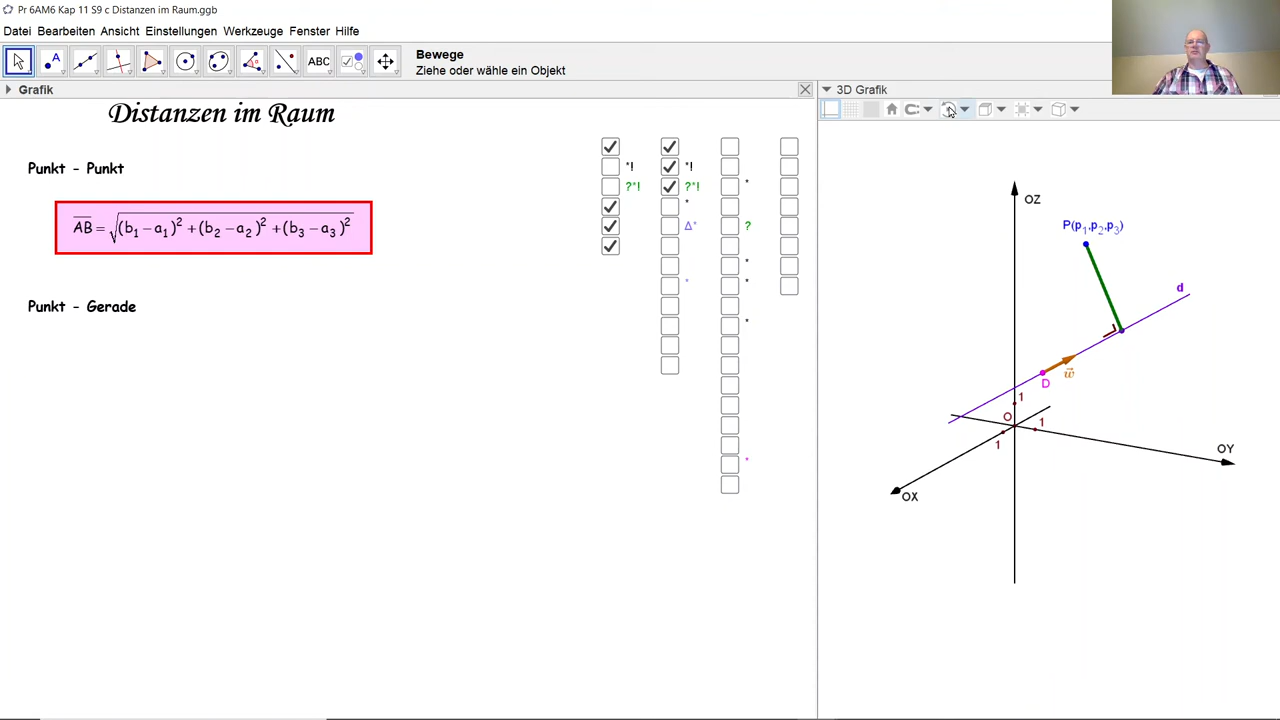 Pr 6AM6 Kap 11 S9 c Distanzen im Raum.ggb
Datei Bearbeiten Ansicht Einstellungen Werkzeuge Fenster Hilfe
A
ABC
Bewege
Ziehe oder wähle ein Objekt
Grafik
3D Grafik
Distanzen im Raum
Punkt - Punkt
AB = √(b₁ − a₁)² + (b₂ − a₂)² + (b₃ − a₃)²
Punkt - Gerade
*!
?*!
*!
?*!
*
Δ*
*
*
?
*
*
*
*
OZ
P(p₁,p₂,p₃)
d
w
D
1
O
1
1
OY
OX